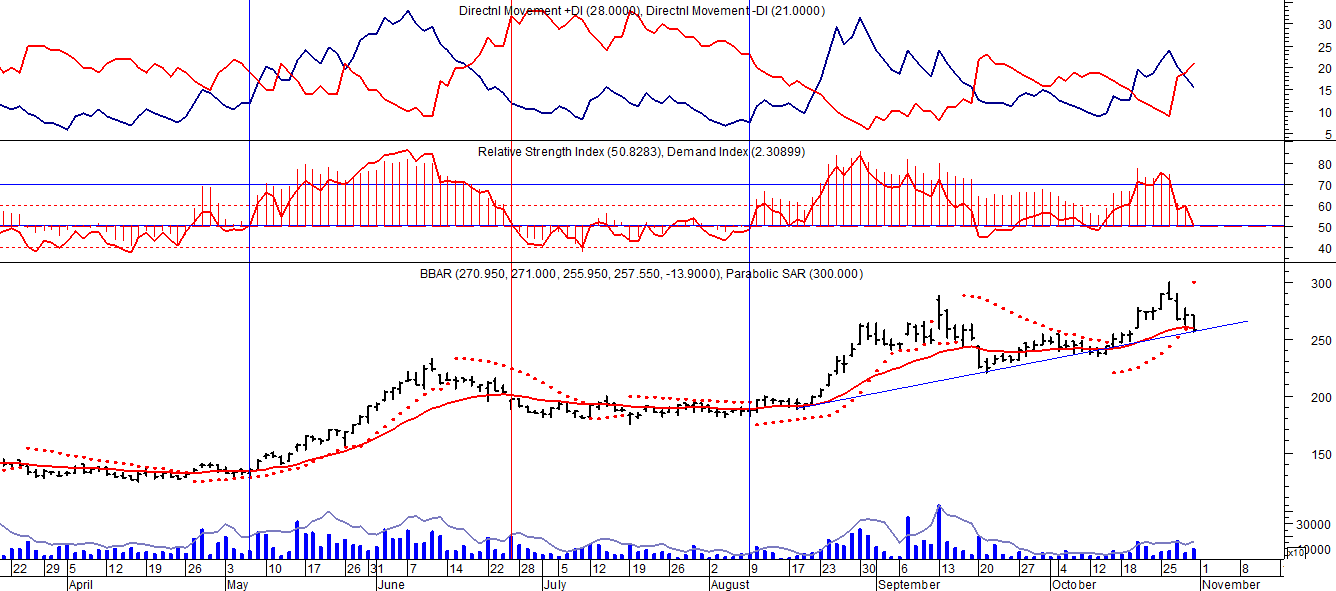 Directnl Movement +DI (28.0000), Directnl Movement -DI (21.0000)
30
25
20
15
10
5
Relative Strength Index (50.8283), Demand Index (2.30899)
80
70
60
50
40
BBAR (270.950, 271.000, 255.950, 257.550, -13.9000), Parabolic SAR (300.000)
300
250
200
150
30000
10000
x10
22 29 5 12 19 26 3 10 17 26 31 7 14 22 28 5 12 19 26 2 9 17 23 30 6 13 20 27 4 12 18 25 1 8
April May June July August September October November